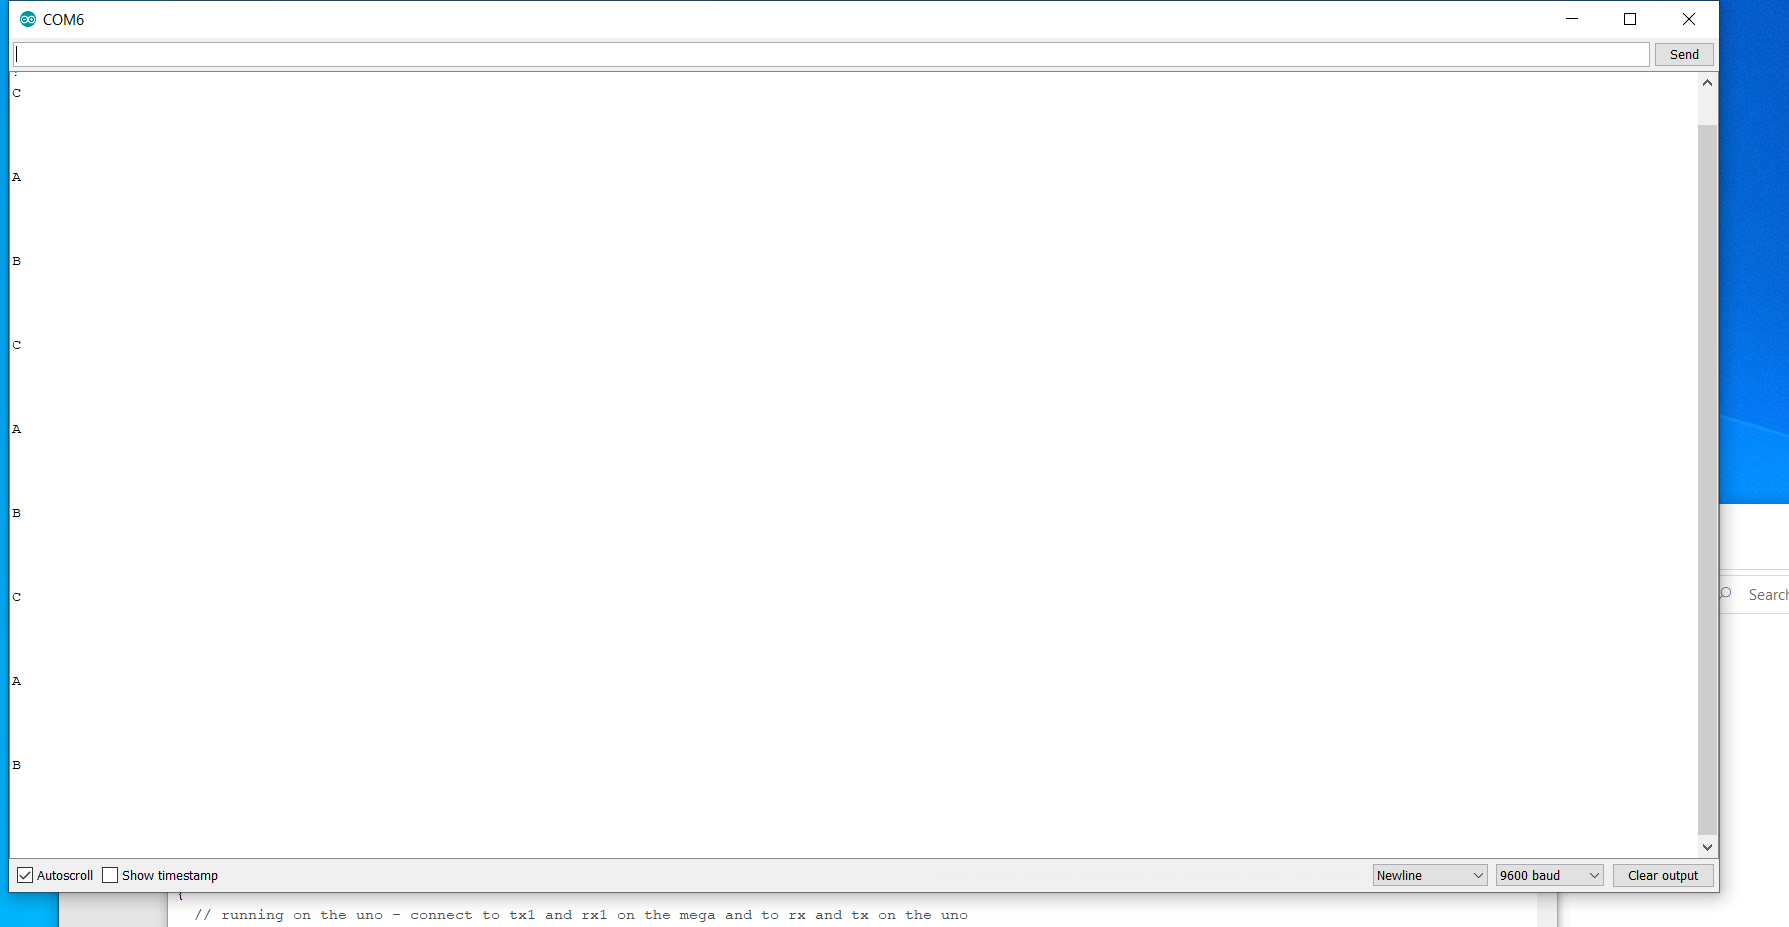 COM6
Send
C
A
B
C
A
B
C
A
B
Autoscroll Show timestamp Newline 9600 baud Clear output
{
// running on the uno - connect to tx1 and rx1 on the mega and to rx and tx on the uno
Search